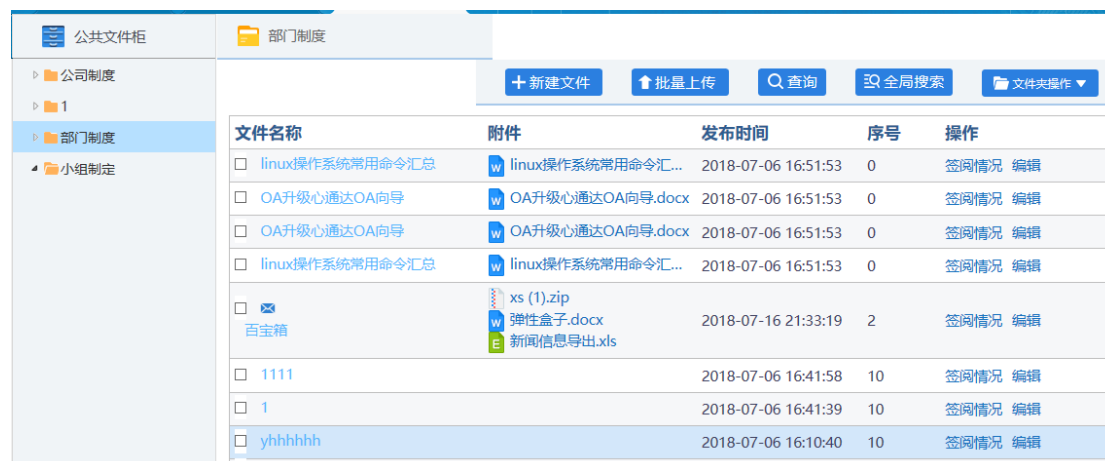 公共文件柜
部门制度
公司制度
1
部门制度
小组制定
新建文件 批量上传 查询 全局搜索 文件夹操作
文件名称 附件 发布时间 序号 操作
linux操作系统常用命令汇总 linux操作系统常用命令汇... 2018-07-06 16:51:53 0 签阅情况 编辑
OA升级心通达OA向导 OA升级心通达OA向导.docx 2018-07-06 16:51:53 0 签阅情况 编辑
OA升级心通达OA向导 OA升级心通达OA向导.docx 2018-07-06 16:51:53 0 签阅情况 编辑
linux操作系统常用命令汇总 linux操作系统常用命令汇... 2018-07-06 16:51:53 0 签阅情况 编辑
xs (1).zip
百宝箱 弹性盒子.docx 2018-07-16 21:33:19 2 签阅情况 编辑
新闻信息导出.xls
1111 2018-07-06 16:41:58 10 签阅情况 编辑
1 2018-07-06 16:41:39 10 签阅情况 编辑
yhhhhhh 2018-07-06 16:10:40 10 签阅情况 编辑